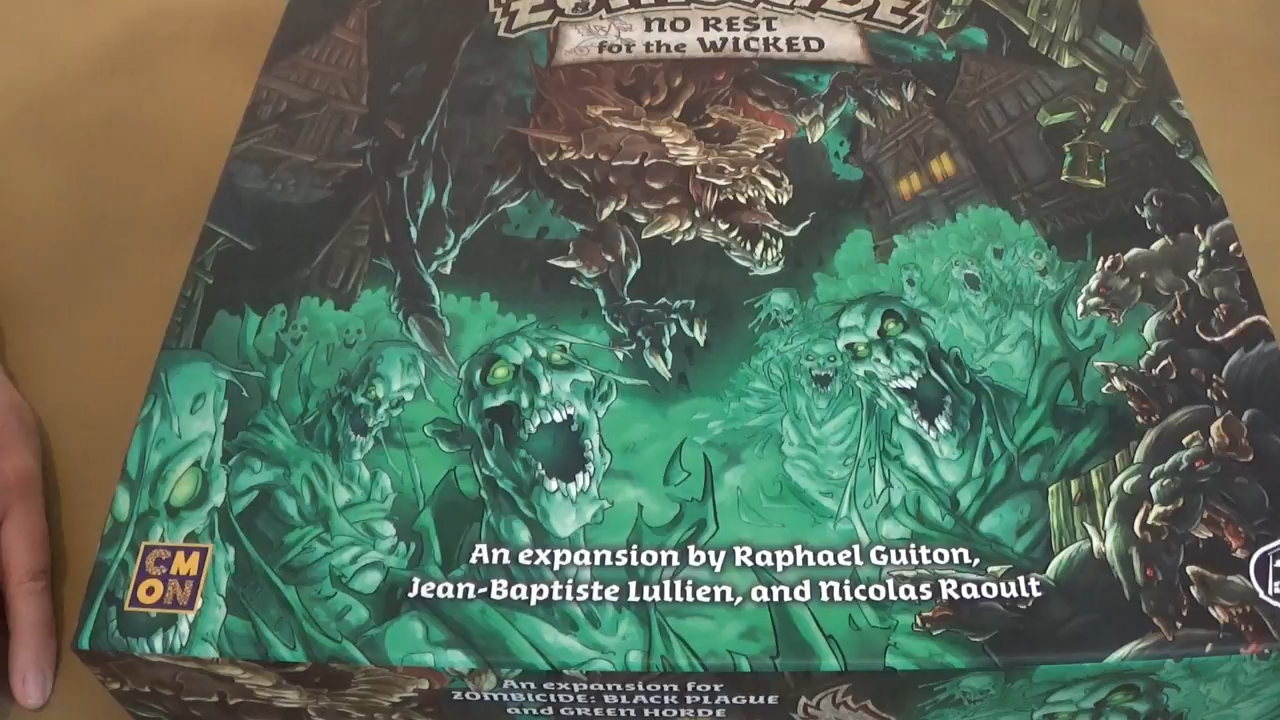 ZOMBICIDE
NO REST
for the WICKED
An expansion by Raphael Guiton,
Jean-Baptiste Lullien, and Nicolas Raoult
CMON
An expansion for
ZOMBICIDE: BLACK PLAGUE
and GREEN HORDE